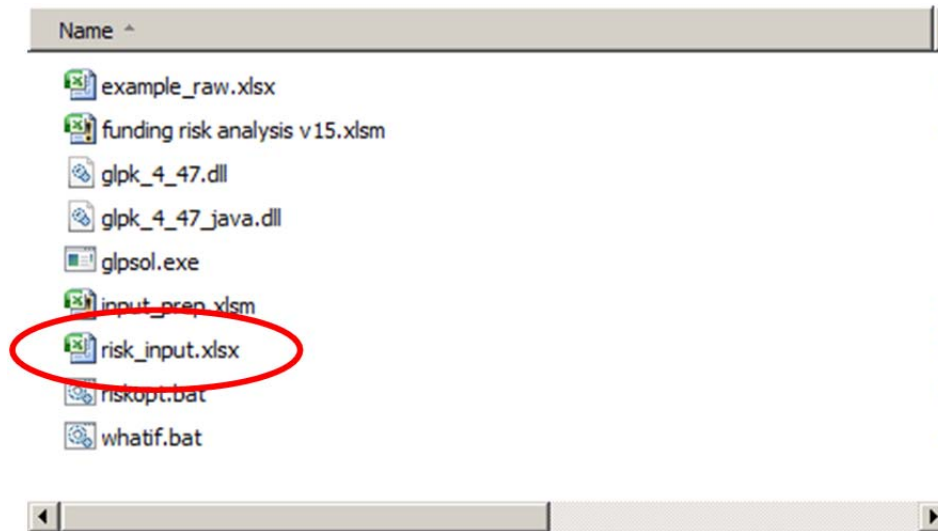 Name
example_raw.xlsx
funding risk analysis v15.xlsm
glpk_4_47.dll
glpk_4_47_java.dll
glpsol.exe
input_prep.xlsm
risk_input.xlsx
riskopt.bat
whatif.bat